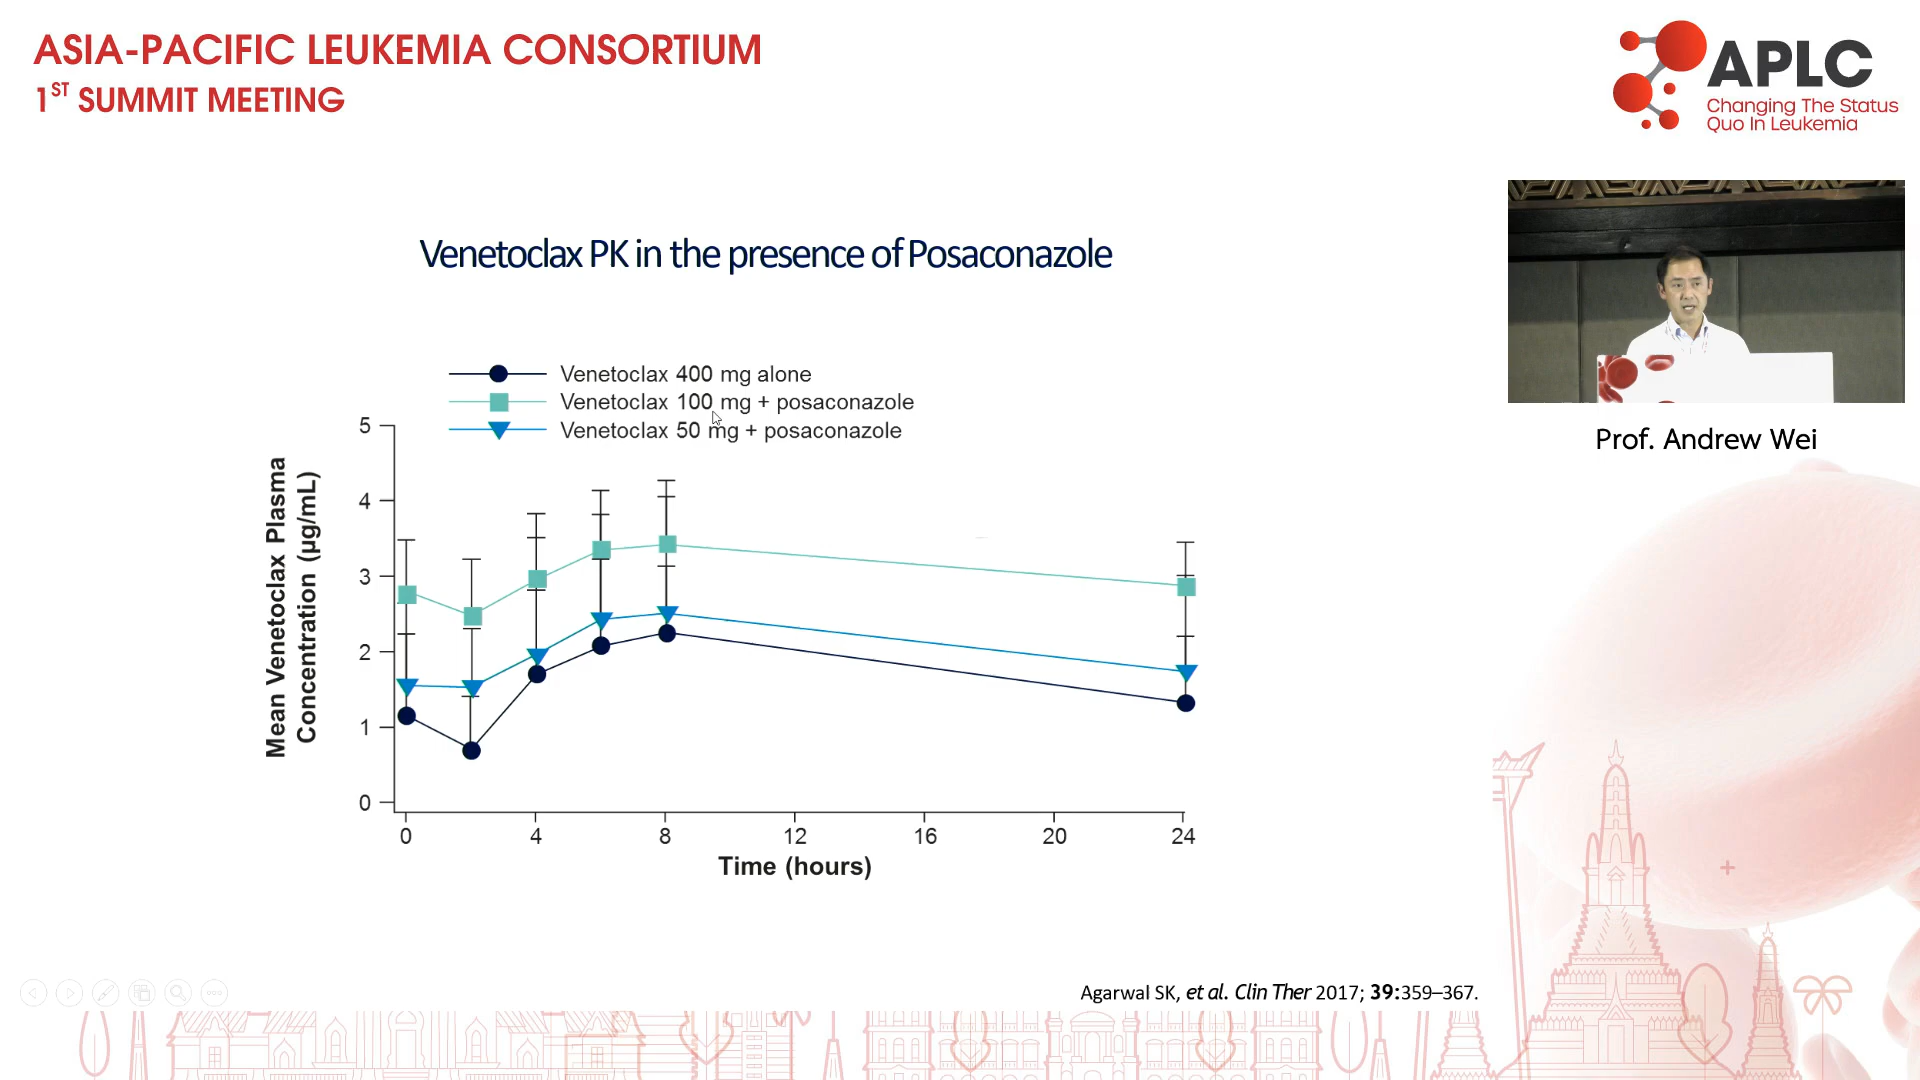 ASIA-PACIFIC LEUKEMIA CONSORTIUM
1ST SUMMIT MEETING
APLC
Changing The Status
Quo In Leukemia
Venetoclax PK in the presence of Posaconazole
Venetoclax 400 mg alone
Venetoclax 100 mg + posaconazole
Venetoclax 50 mg + posaconazole
Mean Venetoclax Plasma
Concentration (µg/mL)
5
4
3
2
1
0
0 4 8 12 16 20 24
Time (hours)
Prof. Andrew Wei
Agarwal SK, et al. Clin Ther 2017; 39:359–367.